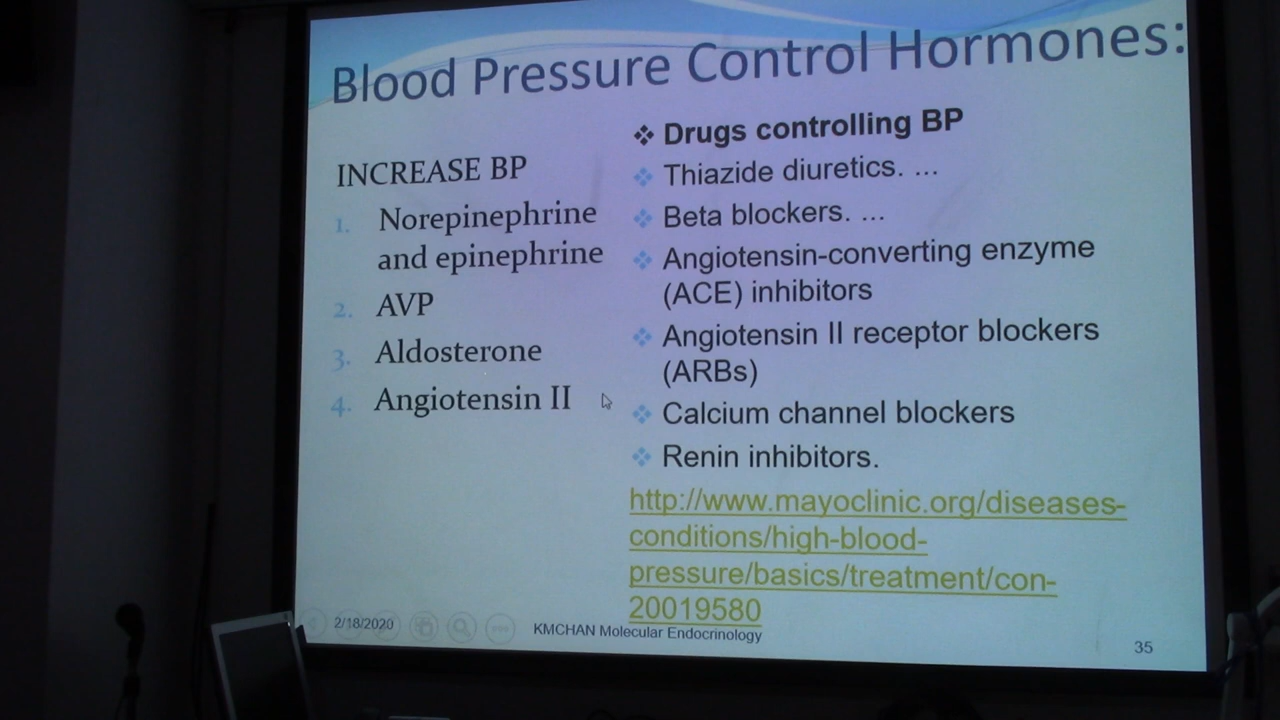 Blood Pressure Control Hormones:
INCREASE BP
1. Norepinephrine
and epinephrine
2. AVP
3. Aldosterone
4. Angiotensin II
❖ Drugs controlling BP
❖ Thiazide diuretics. ...
❖ Beta blockers. ...
❖ Angiotensin-converting enzyme
(ACE) inhibitors
❖ Angiotensin II receptor blockers
(ARBs)
❖ Calcium channel blockers
❖ Renin inhibitors.
http://www.mayoclinic.org/diseases-
conditions/high-blood-
pressure/basics/treatment/con-
20019580
2/18/2020
KMCHAN Molecular Endocrinology
35